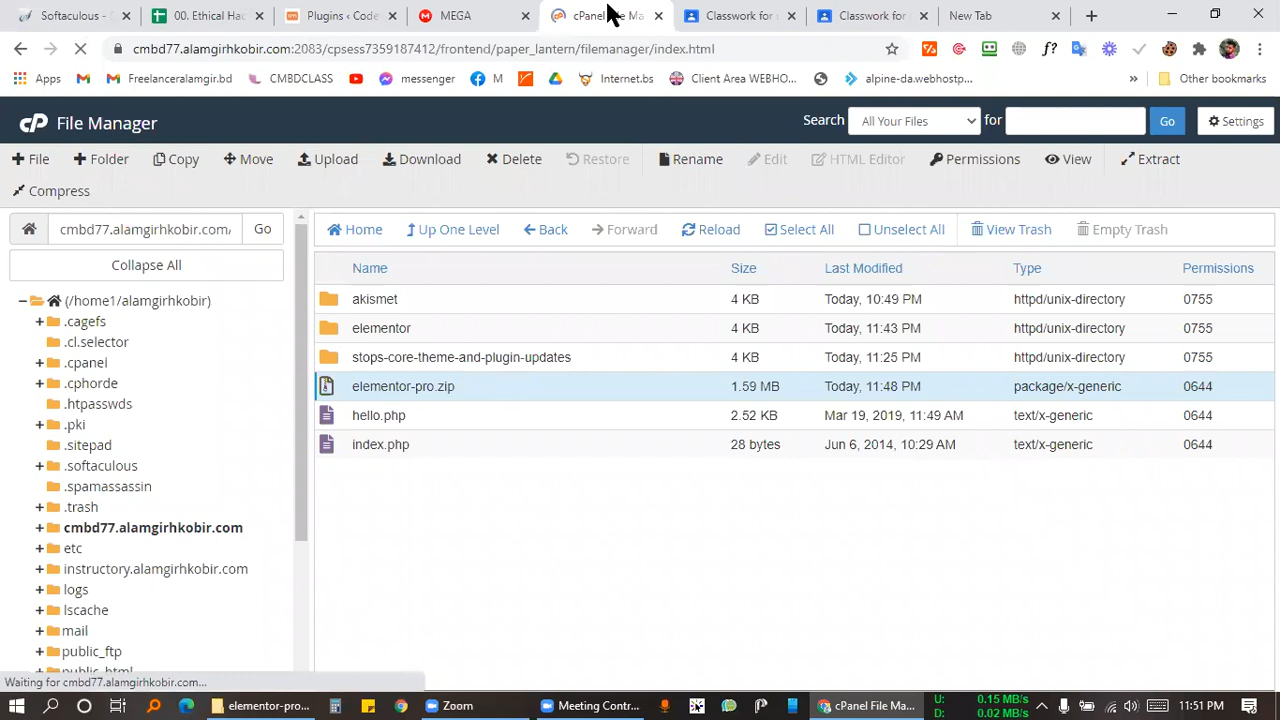 Softaculous - E
00. Ethical Hac
Plugins ‹ Code
MEGA
cPanel File Ma
Classwork for
Classwork for
New Tab
cmbd77.alamgirhkobir.com:2083/cpsess7359187412/frontend/paper_lantern/filemanager/index.html
Apps
Freelanceralamgir.bd
CMBDCLASS
messenger
M
Internet.bs
Client Area WEBHO...
alpine-da.webhostp...
Other bookmarks
cP File Manager
Search All Your Files for Go Settings
File Folder Copy Move Upload Download Delete Restore Rename Edit HTML Editor Permissions View Extract
Compress
cmbd77.alamgirhkobir.com/ Go
Home Up One Level Back Forward Reload Select All Unselect All View Trash Empty Trash
Collapse All
Name Size Last Modified Type Permissions
akismet 4 KB Today, 10:49 PM httpd/unix-directory 0755
elementor 4 KB Today, 11:43 PM httpd/unix-directory 0755
stops-core-theme-and-plugin-updates 4 KB Today, 11:25 PM httpd/unix-directory 0755
elementor-pro.zip 1.59 MB Today, 11:48 PM package/x-generic 0644
hello.php 2.52 KB Mar 19, 2019, 11:49 AM text/x-generic 0644
index.php 28 bytes Jun 6, 2014, 10:29 AM text/x-generic 0644
(/home1/alamgirhkobir)
.cagefs
.cl.selector
.cpanel
.cphorde
.htpasswds
.pki
.sitepad
.softaculous
.spamassassin
.trash
cmbd77.alamgirhkobir.com
etc
instructory.alamgirhkobir.com
logs
lscache
mail
public_ftp
public_html
Waiting for cmbd77.alamgirhkobir.com...
elementor-pro...
Zoom
Meeting Contr...
cPanel File Ma...
U: 0.15 MB/s
D: 0.02 MB/s
11:51 PM